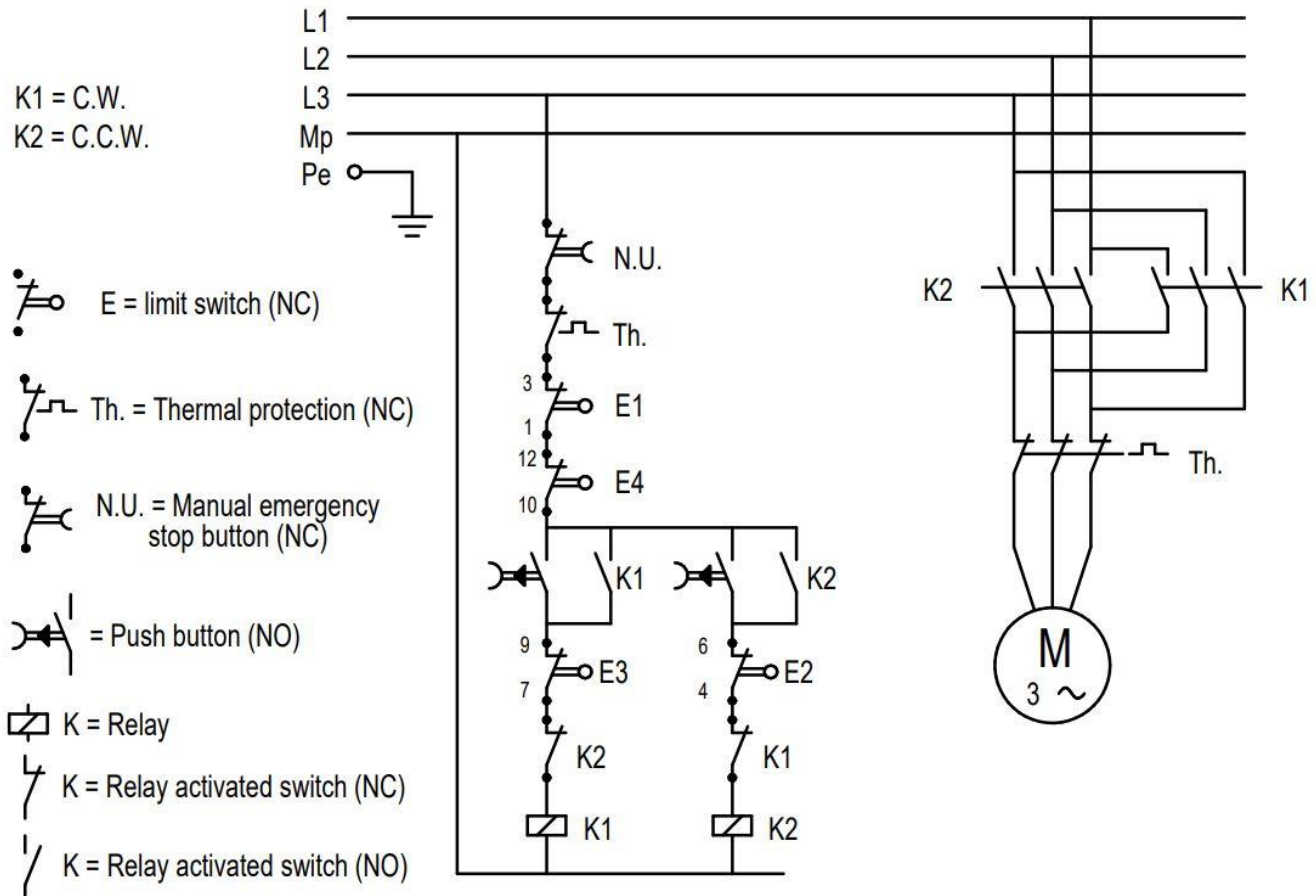 L1
L2
L3
Mp
Pe
K1 = C.W.
K2 = C.C.W.
E = limit switch (NC)
Th. = Thermal protection (NC)
N.U. = Manual emergency
stop button (NC)
= Push button (NO)
K = Relay
K = Relay activated switch (NC)
K = Relay activated switch (NO)
N.U.
Th.
3
E1
1
12
E4
10
K1
K2
9
E3
7
6
E2
4
K2
K1
K1
K2
K2
K1
Th.
M
3 ~